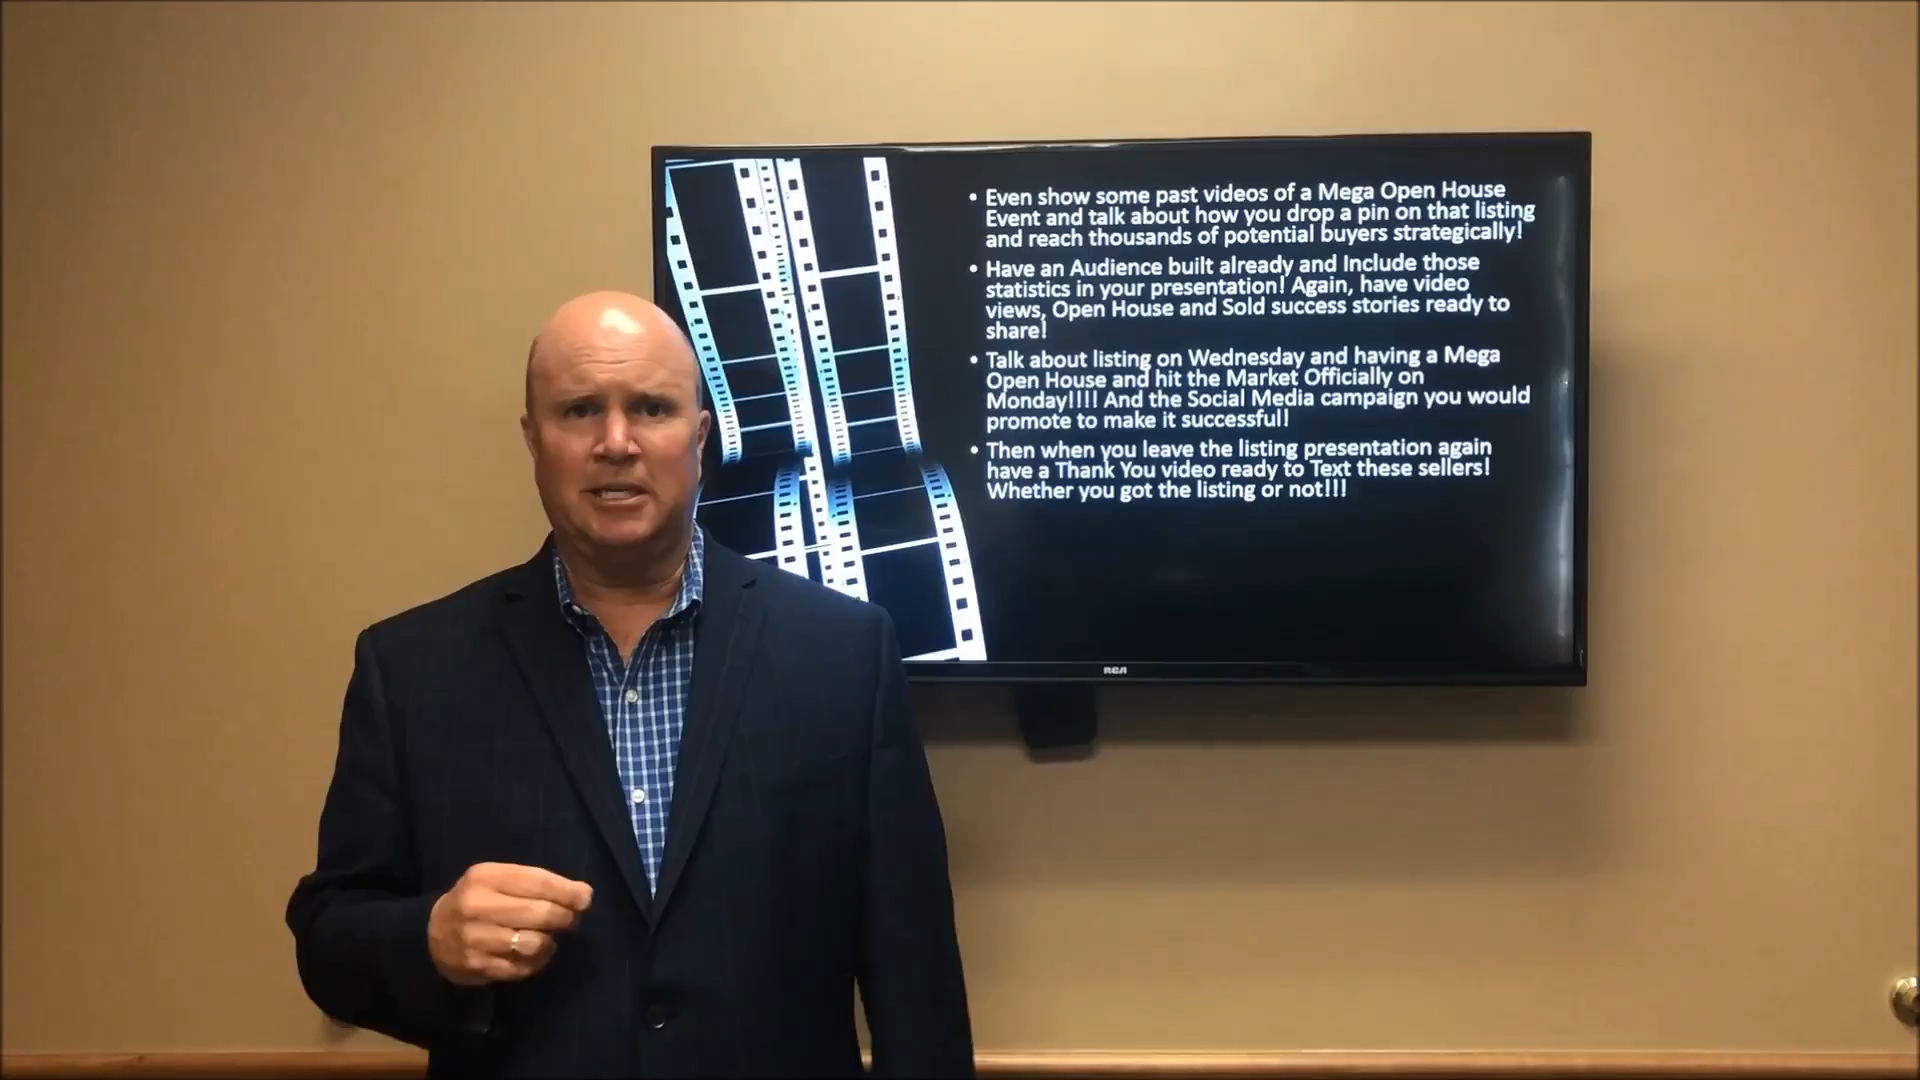 • Even show some past videos of a Mega Open House
Event and talk about how you drop a pin on that listing
and reach thousands of potential buyers strategically!
• Have an Audience built already and Include those
statistics in your presentation! Again, have video
views, Open House and Sold success stories ready to
share!
• Talk about listing on Wednesday and having a Mega
Open House and hit the Market Officially on
Monday!!!! And the Social Media campaign you would
promote to make it successful!
• Then when you leave the listing presentation again
have a Thank You video ready to Text these sellers!
Whether you got the listing or not!!!
RCA